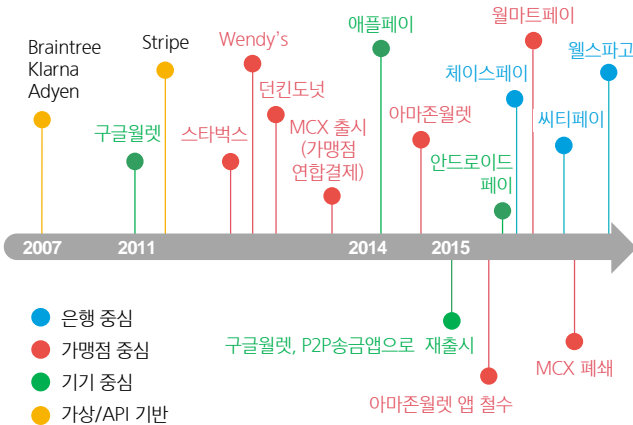 Braintree
Klarna
Adyen
Stripe
구글월렛
스타벅스
Wendy's
던킨도넛
MCX 출시
(가맹점
연합결제)
애플페이
아마존월렛
체이스페이
안드로이드
페이
월마트페이
씨티페이
웰스파고
2007
2011
2014
2015
구글월렛, P2P송금앱으로 재출시
아마존월렛 앱 철수
MCX 폐쇄
은행 중심
가맹점 중심
기기 중심
가상/API 기반